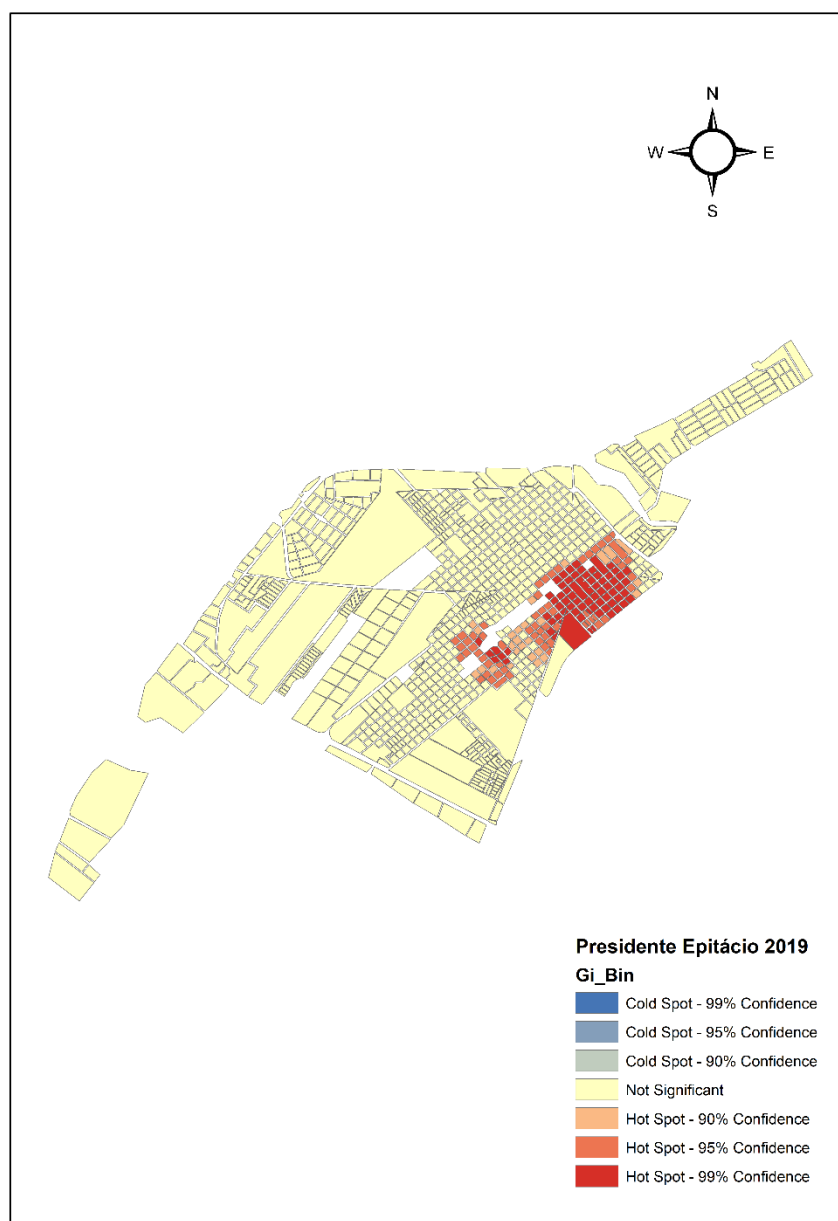 N
W E
S
Presidente Epitácio 2019
Gi_Bin
Cold Spot - 99% Confidence
Cold Spot - 95% Confidence
Cold Spot - 90% Confidence
Not Significant
Hot Spot - 90% Confidence
Hot Spot - 95% Confidence
Hot Spot - 99% Confidence